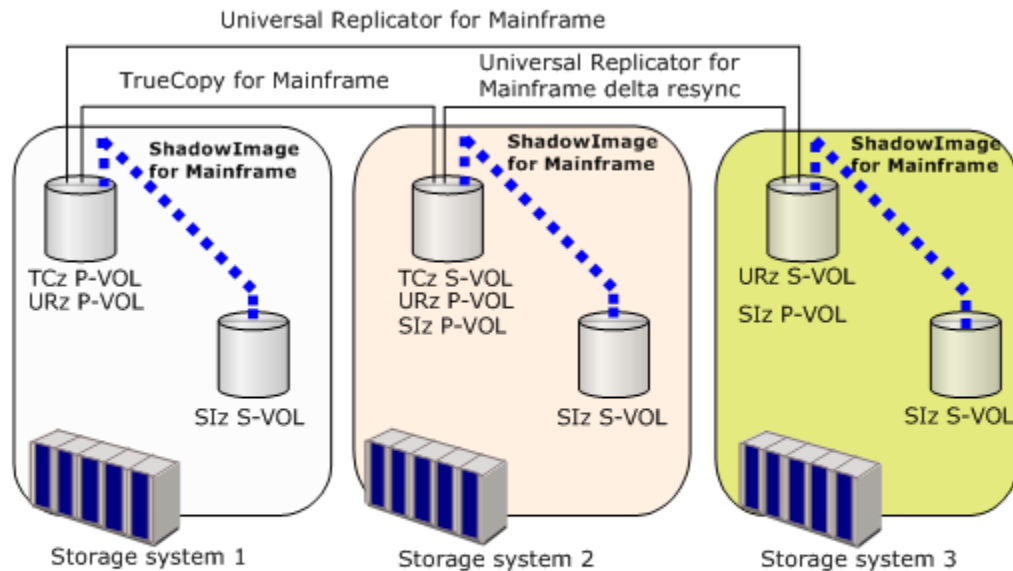 Universal Replicator for Mainframe
TrueCopy for Mainframe
Universal Replicator for
Mainframe delta resync
ShadowImage
for Mainframe
TCz P-VOL
URz P-VOL
SIz S-VOL
Storage system 1
ShadowImage
for Mainframe
TCz S-VOL
URz P-VOL
SIz P-VOL
SIz S-VOL
Storage system 2
ShadowImage
for Mainframe
URz S-VOL
SIz P-VOL
SIz S-VOL
Storage system 3